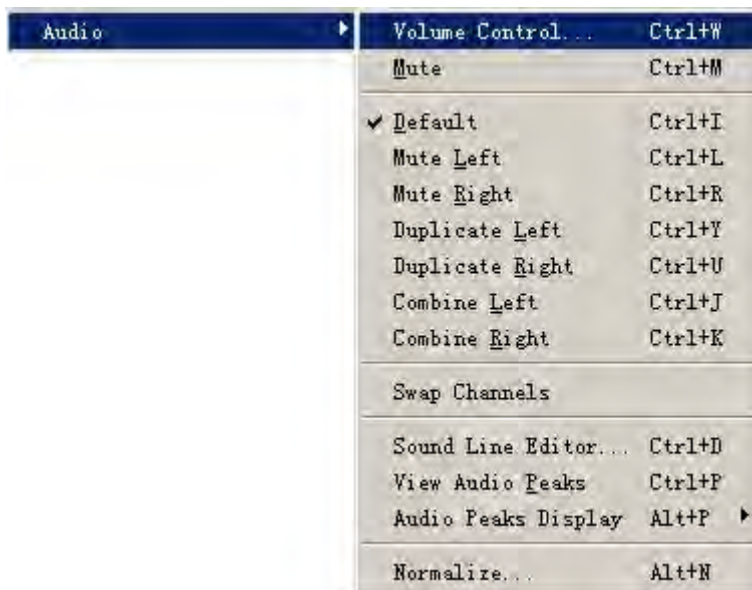 Audio
Volume Control... Ctrl+W
Mute Ctrl+M
Default Ctrl+I
Mute Left Ctrl+L
Mute Right Ctrl+R
Duplicate Left Ctrl+Y
Duplicate Right Ctrl+U
Combine Left Ctrl+J
Combine Right Ctrl+K
Swap Channels
Sound Line Editor... Ctrl+D
View Audio Peaks Ctrl+P
Audio Peaks Display Alt+P
Normalize... Alt+N